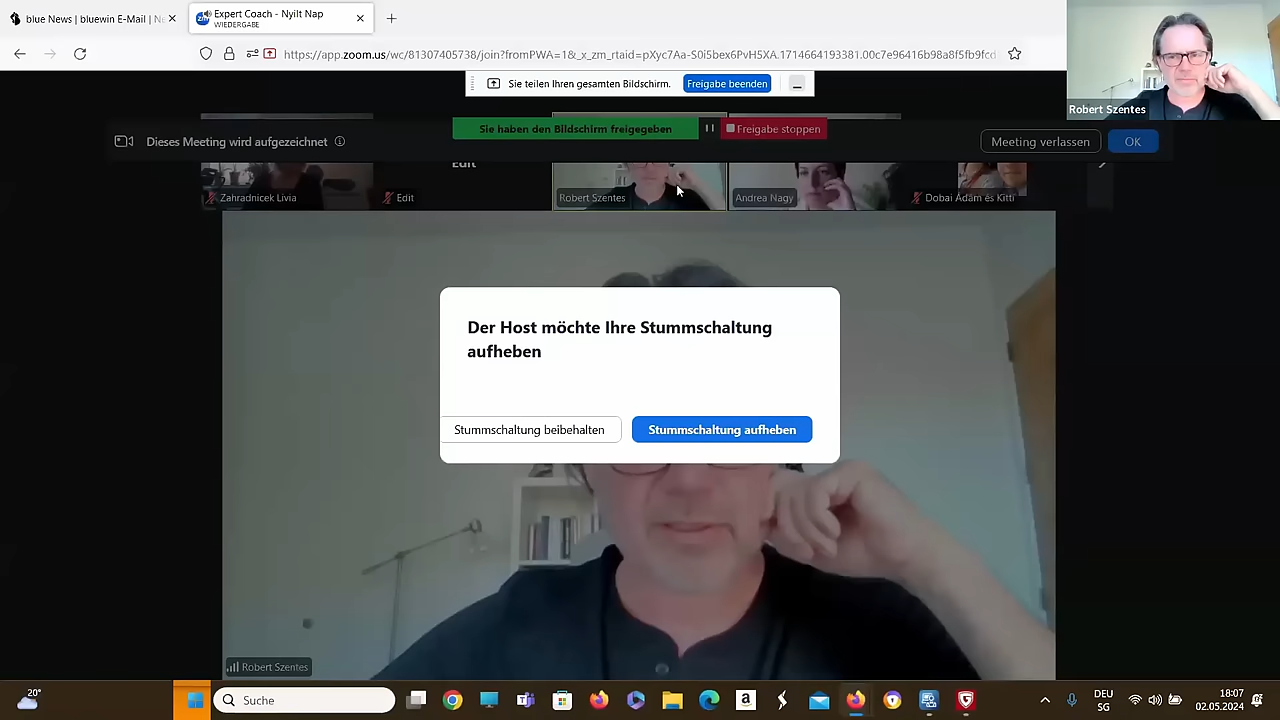 blue News | bluewin E-Mail | Ne
Expert Coach - Nyilt Nap
WIEDERGABE
https://app.zoom.us/wc/81307405738/join?fromPWA=1&_x_zm_rtaid=pXyc7Aa-S0i5bex6PvH5XA.1714664193381.00c7e96416b98a8f5fb9fcd
Sie teilen Ihren gesamten Bildschirm.
Freigabe beenden
Robert Szentes
Sie haben den Bildschirm freigegeben
Freigabe stoppen
Dieses Meeting wird aufgezeichnet
Meeting verlassen
OK
Edit
Zahradnicek Livia
Edit
Robert Szentes
Andrea Nagy
Dobai Ádám és Kitti
Der Host möchte Ihre Stummschaltung
aufheben
Stummschaltung beibehalten
Stummschaltung aufheben
Robert Szentes
20°
Suche
DEU
SG
18:07
02.05.2024